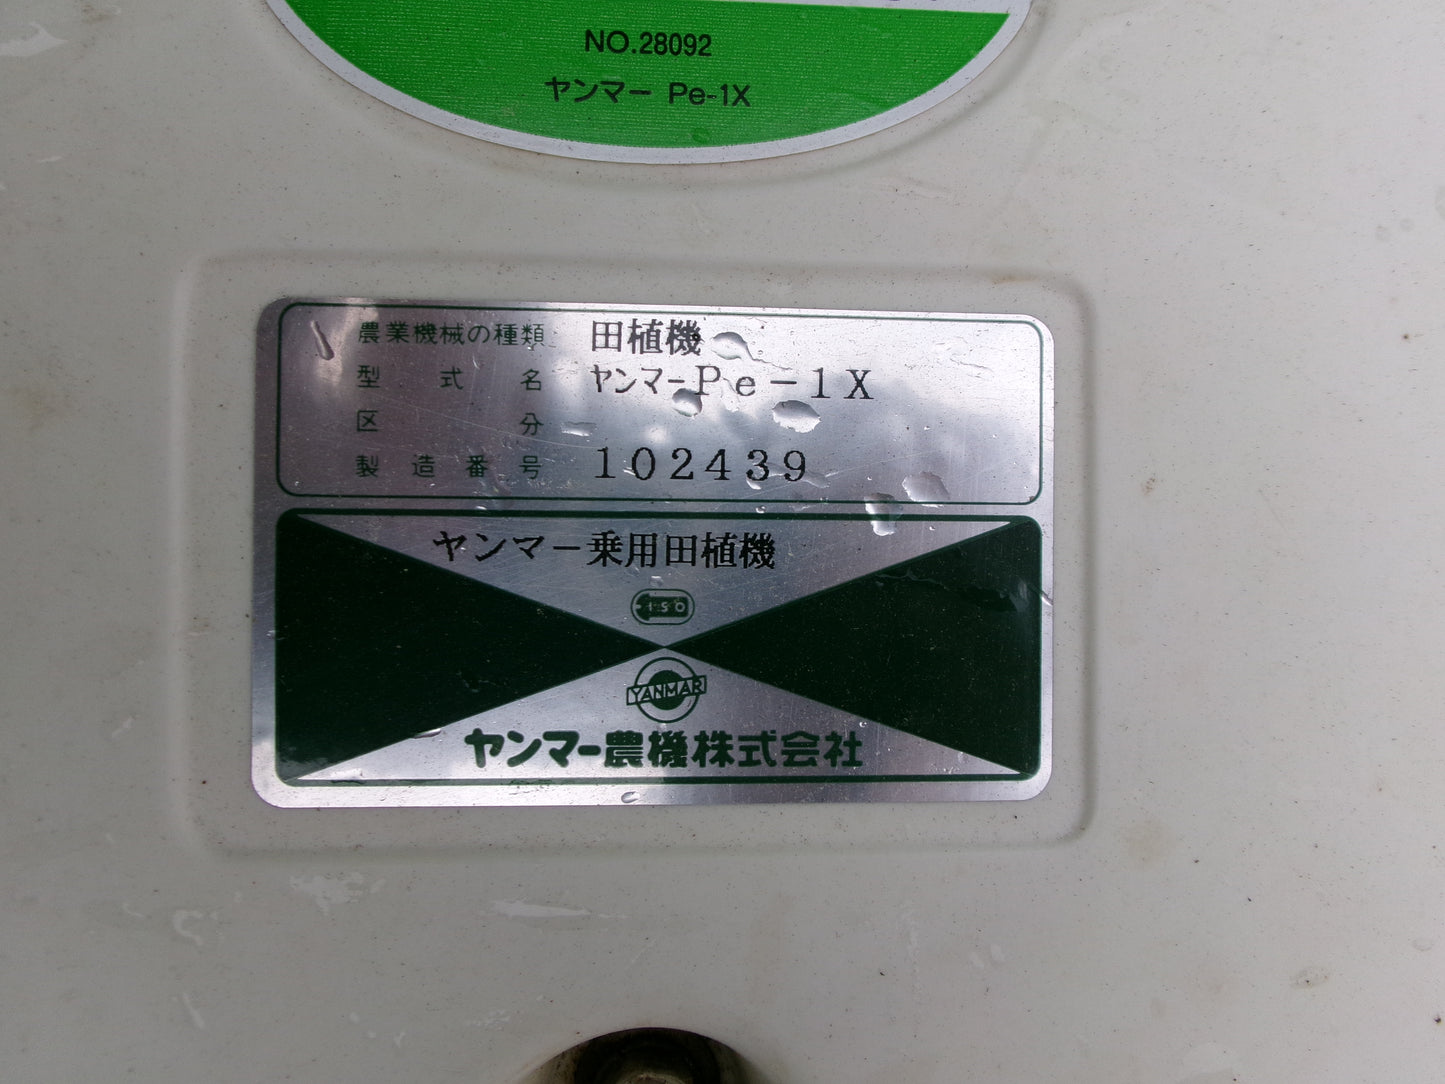 NO.28092
ヤンマー Pe-1X
農業機械の種類 田植機
型式名 ヤンマーPe－1X
区分
製造番号 102439
ヤンマー乗用田植機
I.S.O
YANMAR
ヤンマー農機株式会社